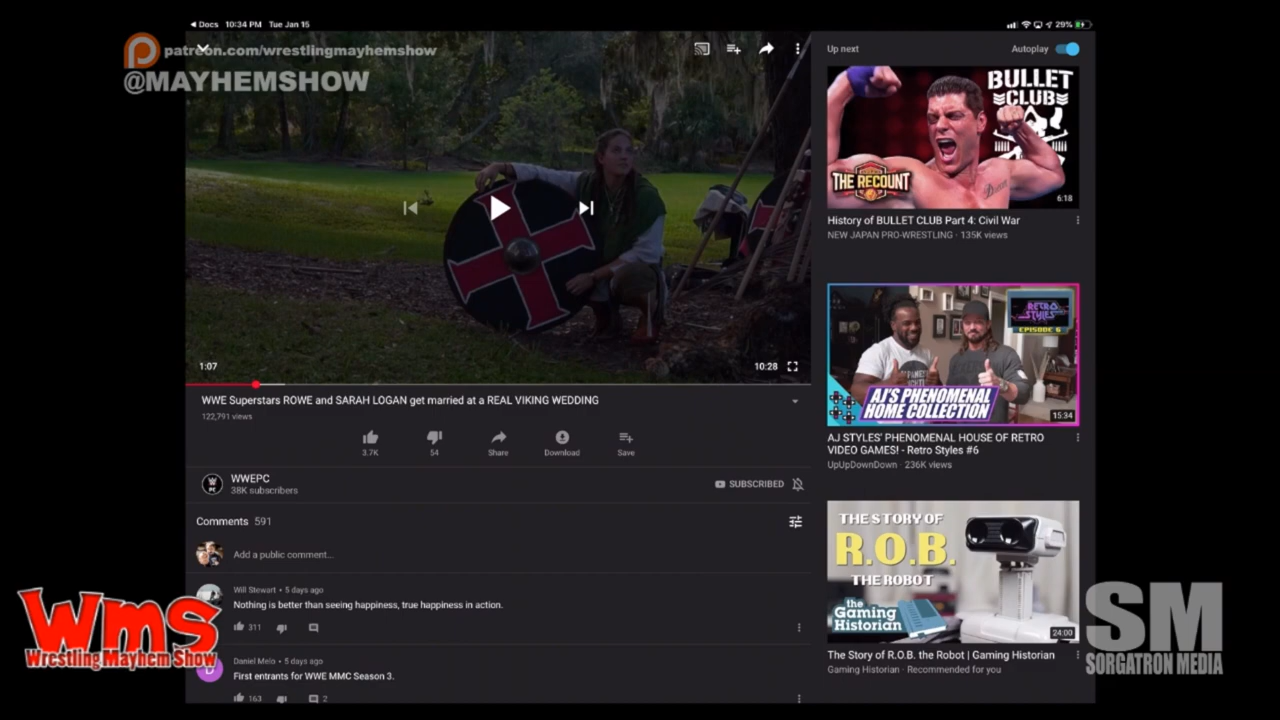 Docs 10:34 PM Tue Jan 15
29%
patreon.com/wrestlingmayhemshow
@MAYHEMSHOW
1:07
10:28
WWE Superstars ROWE and SARAH LOGAN get married at a REAL VIKING WEDDING
122,791 views
3.7K
54
Share
Download
Save
WWEPC
38K subscribers
SUBSCRIBED
Comments 591
Add a public comment...
Will Stewart • 5 days ago
Nothing is better than seeing happiness, true happiness in action.
311
Daniel Melo • 5 days ago
First entrants for WWE MMC Season 3.
163
2
D
Up next
Autoplay
BULLET
CLUB
THE RECOUNT
6:18
History of BULLET CLUB Part 4: Civil War
NEW JAPAN PRO-WRESTLING · 135K views
RETRO
STYLES
EPISODE 6
AJ'S PHENOMENAL
HOME COLLECTION
15:34
AJ STYLES' PHENOMENAL HOUSE OF RETRO
VIDEO GAMES! - Retro Styles #6
UpUpDownDown · 236K views
THE STORY OF
R.O.B.
THE ROBOT
the
Gaming
Historian
24:00
The Story of R.O.B. the Robot | Gaming Historian
Gaming Historian · Recommended for you
WMS
Wrestling Mayhem Show
SM
SORGATRON MEDIA